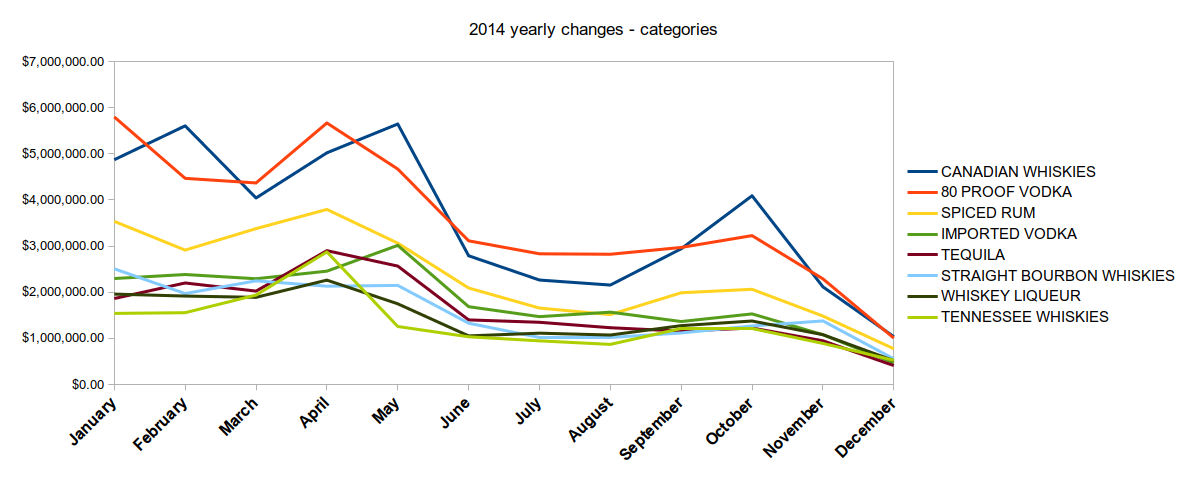 2014 yearly changes - categories
$7,000,000.00
$6,000,000.00
$5,000,000.00
$4,000,000.00
$3,000,000.00
$2,000,000.00
$1,000,000.00
$0.00
January
February
March
April
May
June
July
August
September
October
November
December
CANADIAN WHISKIES
80 PROOF VODKA
SPICED RUM
IMPORTED VODKA
TEQUILA
STRAIGHT BOURBON WHISKIES
WHISKEY LIQUEUR
TENNESSEE WHISKIES